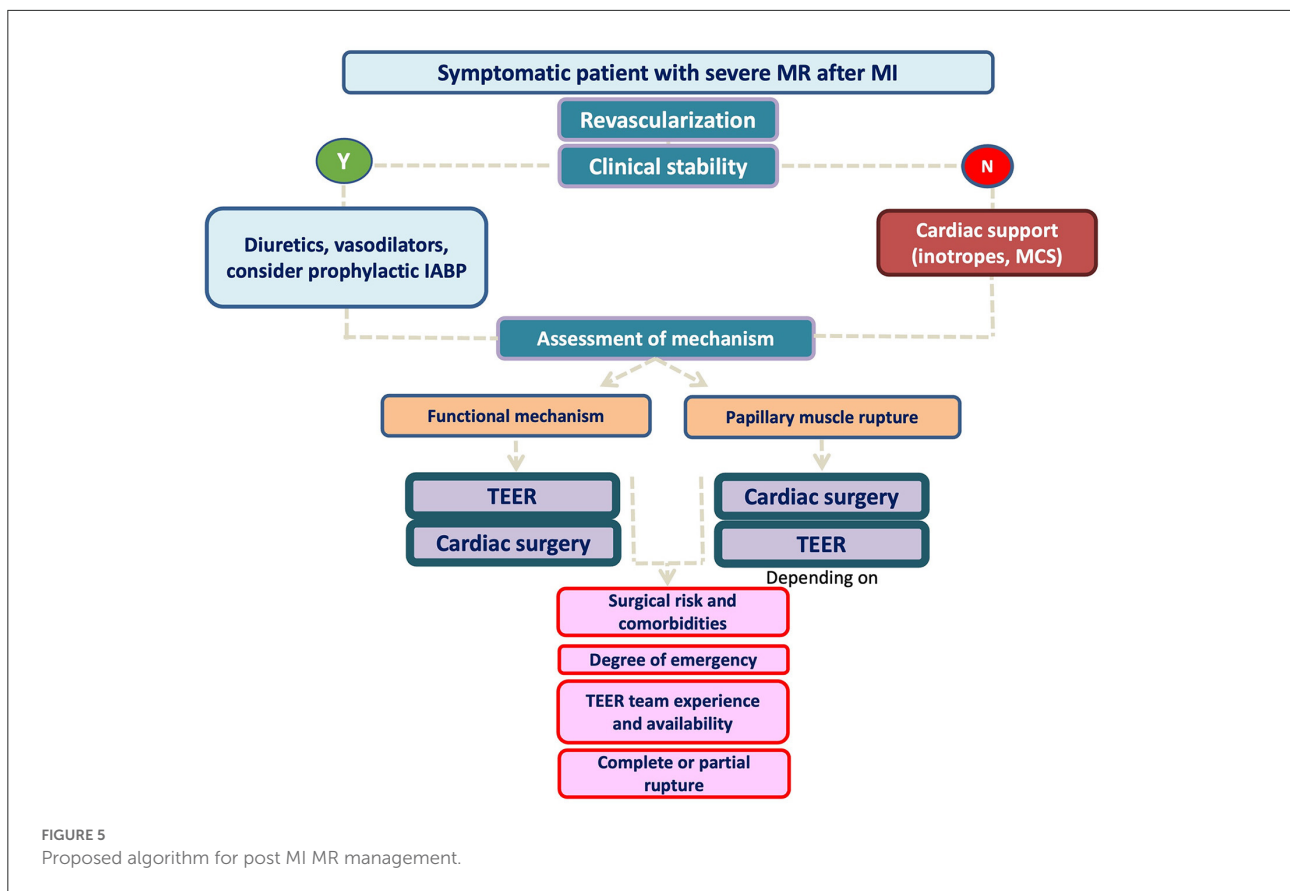 Symptomatic patient with severe MR after MI
Revascularization
Y
Clinical stability
N
Diuretics, vasodilators,
consider prophylactic IABP
Cardiac support
(inotropes, MCS)
Assessment of mechanism
Functional mechanism
Papillary muscle rupture
TEER
Cardiac surgery
Cardiac surgery
TEER
Depending on
Surgical risk and
comorbidities
Degree of emergency
TEER team experience
and availability
Complete or partial
rupture
FIGURE 5
Proposed algorithm for post MI MR management.